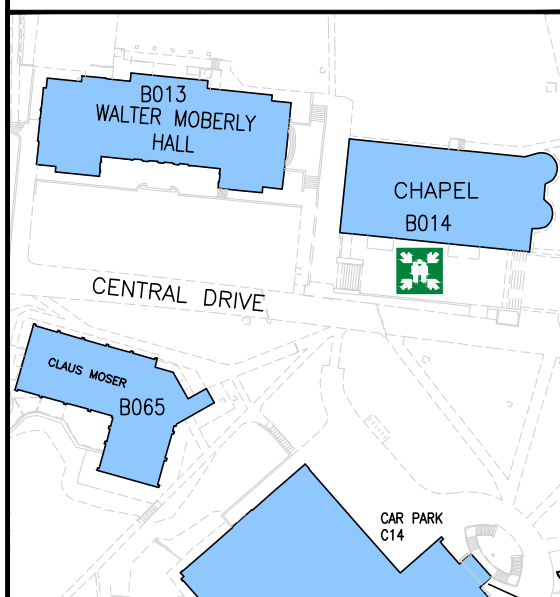 B013
WALTER MOBERLY
HALL
CHAPEL
B014
CENTRAL DRIVE
CLAUS MOSER
B065
CAR PARK
C14